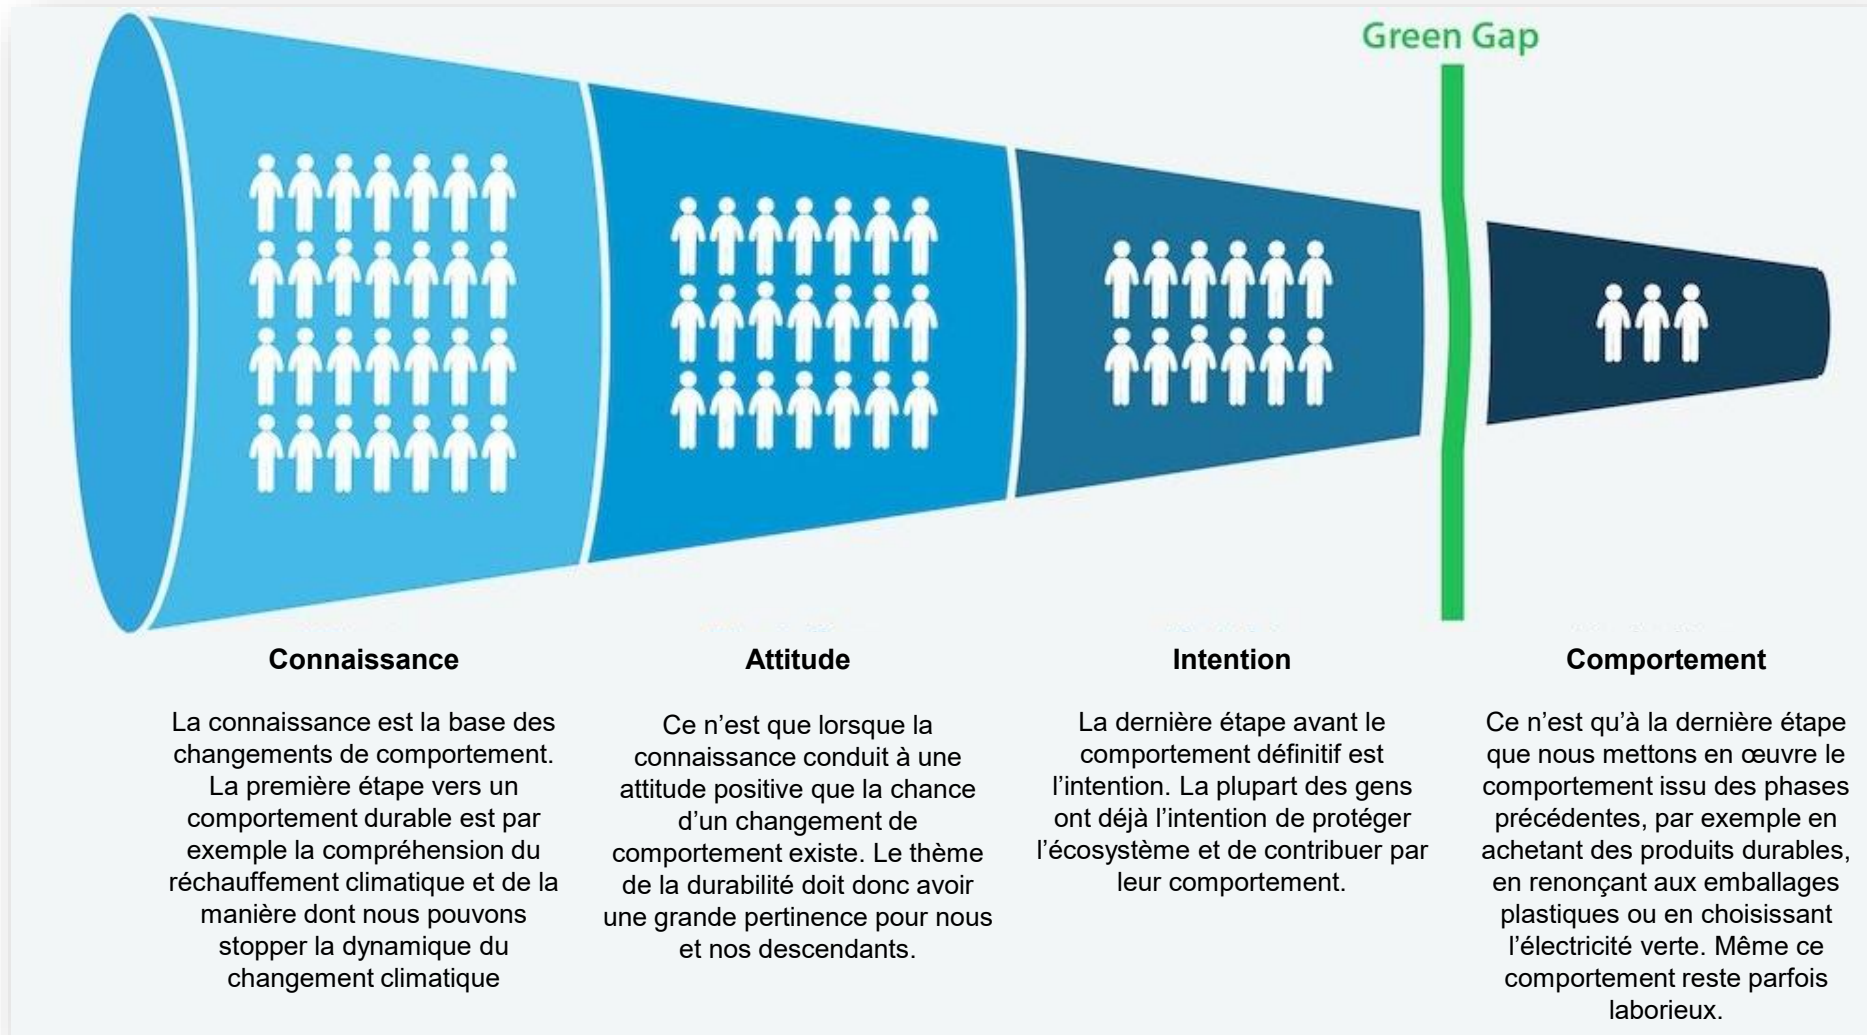 Green Gap
Connaissance
La connaissance est la base des
changements de comportement.
La première étape vers un
comportement durable est par
exemple la compréhension du
réchauffement climatique et de la
manière dont nous pouvons
stopper la dynamique du
changement climatique
Attitude
Ce n’est que lorsque la
connaissance conduit à une
attitude positive que la chance
d’un changement de
comportement existe. Le thème
de la durabilité doit donc avoir
une grande pertinence pour nous
et nos descendants.
Intention
La dernière étape avant le
comportement définitif est
l’intention. La plupart des gens
ont déjà l’intention de protéger
l’écosystème et de contribuer par
leur comportement.
Comportement
Ce n’est qu’à la dernière étape
que nous mettons en œuvre le
comportement issu des phases
précédentes, par exemple en
achetant des produits durables,
en renonçant aux emballages
plastiques ou en choisissant
l’électricité verte. Même ce
comportement reste parfois
laborieux.